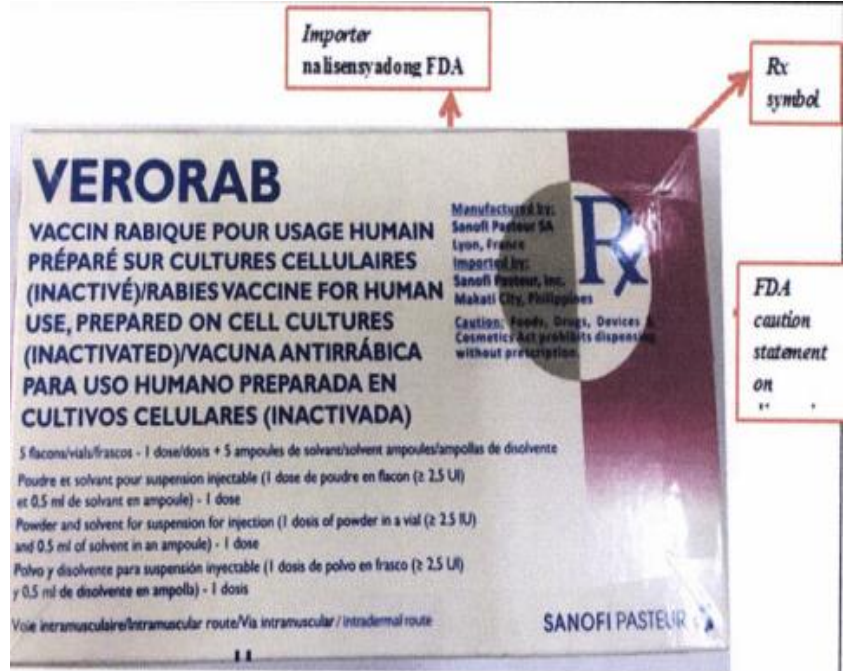 Importer
nalisensyadong FDA
Rx
symbol
VERORAB
VACCIN RABIQUE POUR USAGE HUMAIN
PRÉPARÉ SUR CULTURES CELLULAIRES
(INACTIVÉ)/RABIES VACCINE FOR HUMAN
USE, PREPARED ON CELL CULTURES
(INACTIVATED)/VACUNA ANTIRRÁBICA
PARA USO HUMANO PREPARADA EN
CULTIVOS CELULARES (INACTIVADA)
Manufactured by:
Sanofi Pasteur SA
Lyon, France
Imported by:
Sanofi Pasteur, Inc.
Makati City, Philippines
Caution: Foods, Drugs, Devices &
Cosmetics Act prohibits dispensing
without prescription.
Rx
FDA
caution
statement
on
5 flacons/vials/frascos - 1 dose/dosis + 5 ampoules de solvant/solvent ampoules/ampollas de disolvente
Poudre et solvant pour suspension injectable (1 dose de poudre en flacon (≥ 2,5 UI)
et 0,5 ml de solvant en ampoule) - 1 dose
Powder and solvent for suspension for injection (1 dosis of powder in a vial (≥ 2.5 IU)
and 0.5 ml of solvent in an ampoule) - 1 dose
Polvo y disolvente para suspensión inyectable (1 dosis de polvo en frasco (≥ 2,5 UI)
y 0,5 ml de disolvente en ampolla) - 1 dosis
Voie intramusculaire/Intramuscular route/Via intramuscular / intradermal route
SANOFI PASTEUR